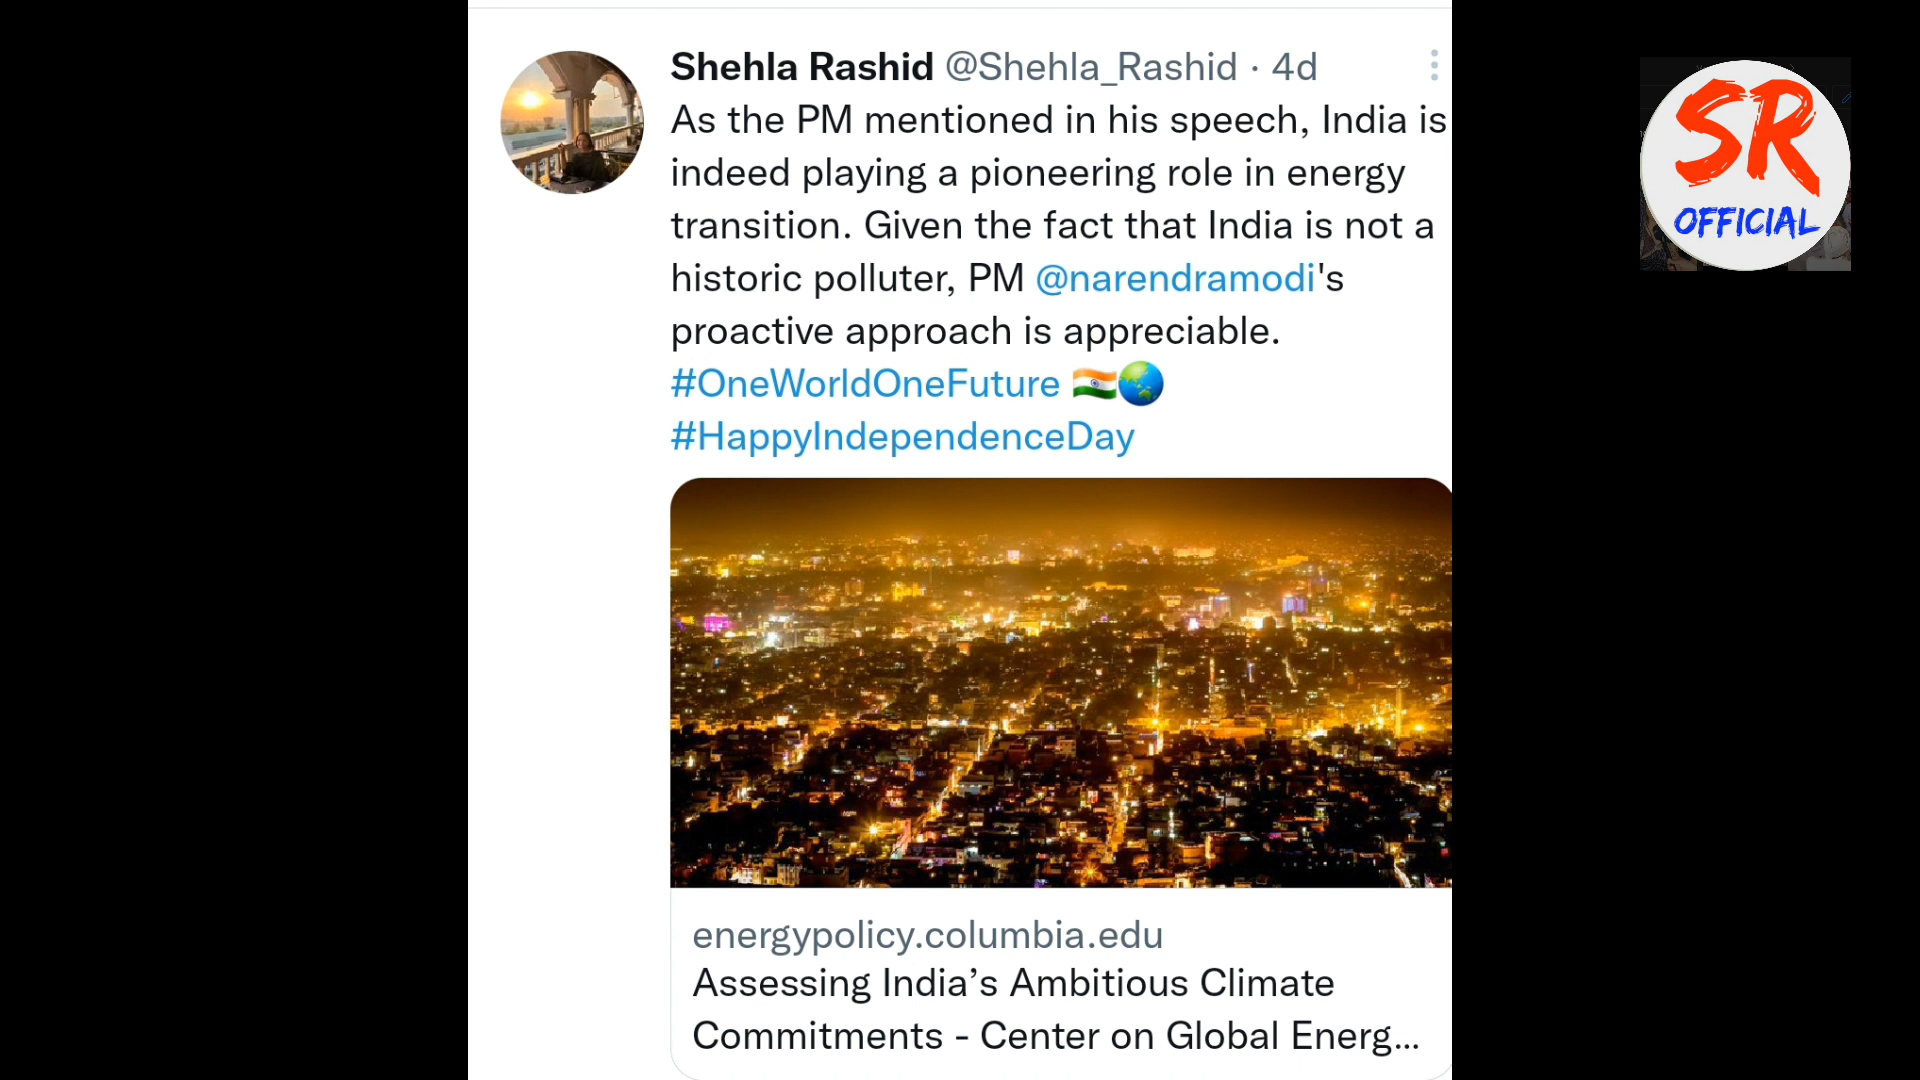 Shehla Rashid @Shehla_Rashid · 4d
As the PM mentioned in his speech, India is
indeed playing a pioneering role in energy
transition. Given the fact that India is not a
historic polluter, PM @narendramodi's
proactive approach is appreciable.
#OneWorldOneFuture 🇮🇳🌏
#HappyIndependenceDay
energypolicy.columbia.edu
Assessing India’s Ambitious Climate
Commitments - Center on Global Energ...
SR
OFFICIAL